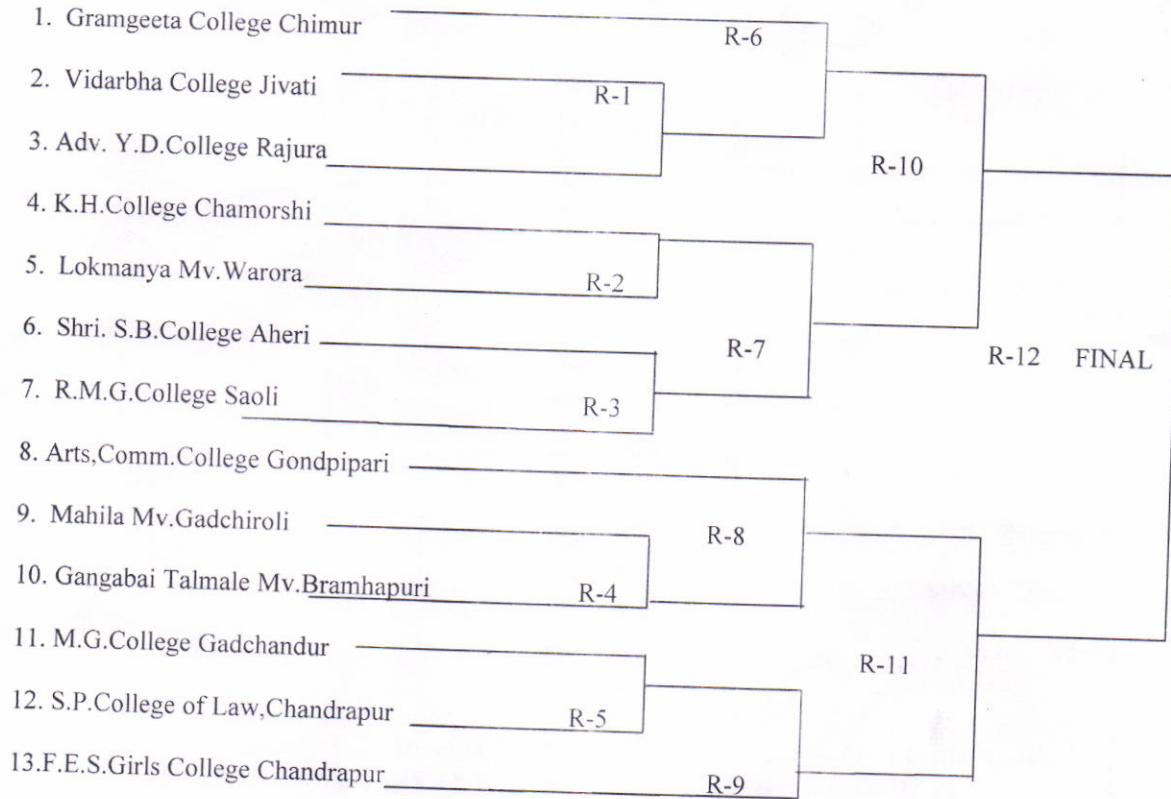 1. Gramgeeta College Chimur
R-6
2. Vidarbha College Jivati
R-1
3. Adv. Y.D.College Rajura
R-10
4. K.H.College Chamorshi
5. Lokmanya Mv.Warora
R-2
6. Shri. S.B.College Aheri
R-7
R-12 FINAL
7. R.M.G.College Saoli
R-3
8. Arts,Comm.College Gondpipari
9. Mahila Mv.Gadchiroli
R-8
10. Gangabai Talmale Mv.Bramhapuri
R-4
11. M.G.College Gadchandur
R-11
12. S.P.College of Law,Chandrapur
R-5
13.F.E.S.Girls College Chandrapur
R-9